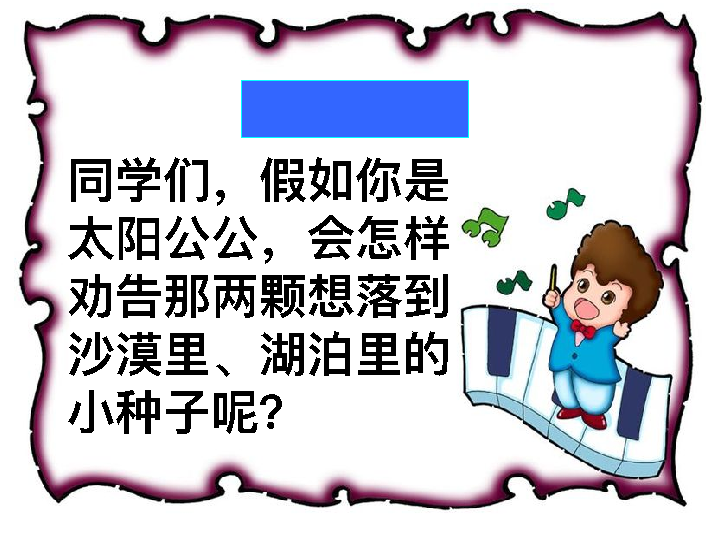 同学们，假如你是
太阳公公，会怎样
劝告那两颗想落到
沙漠里、湖泊里的
小种子呢？